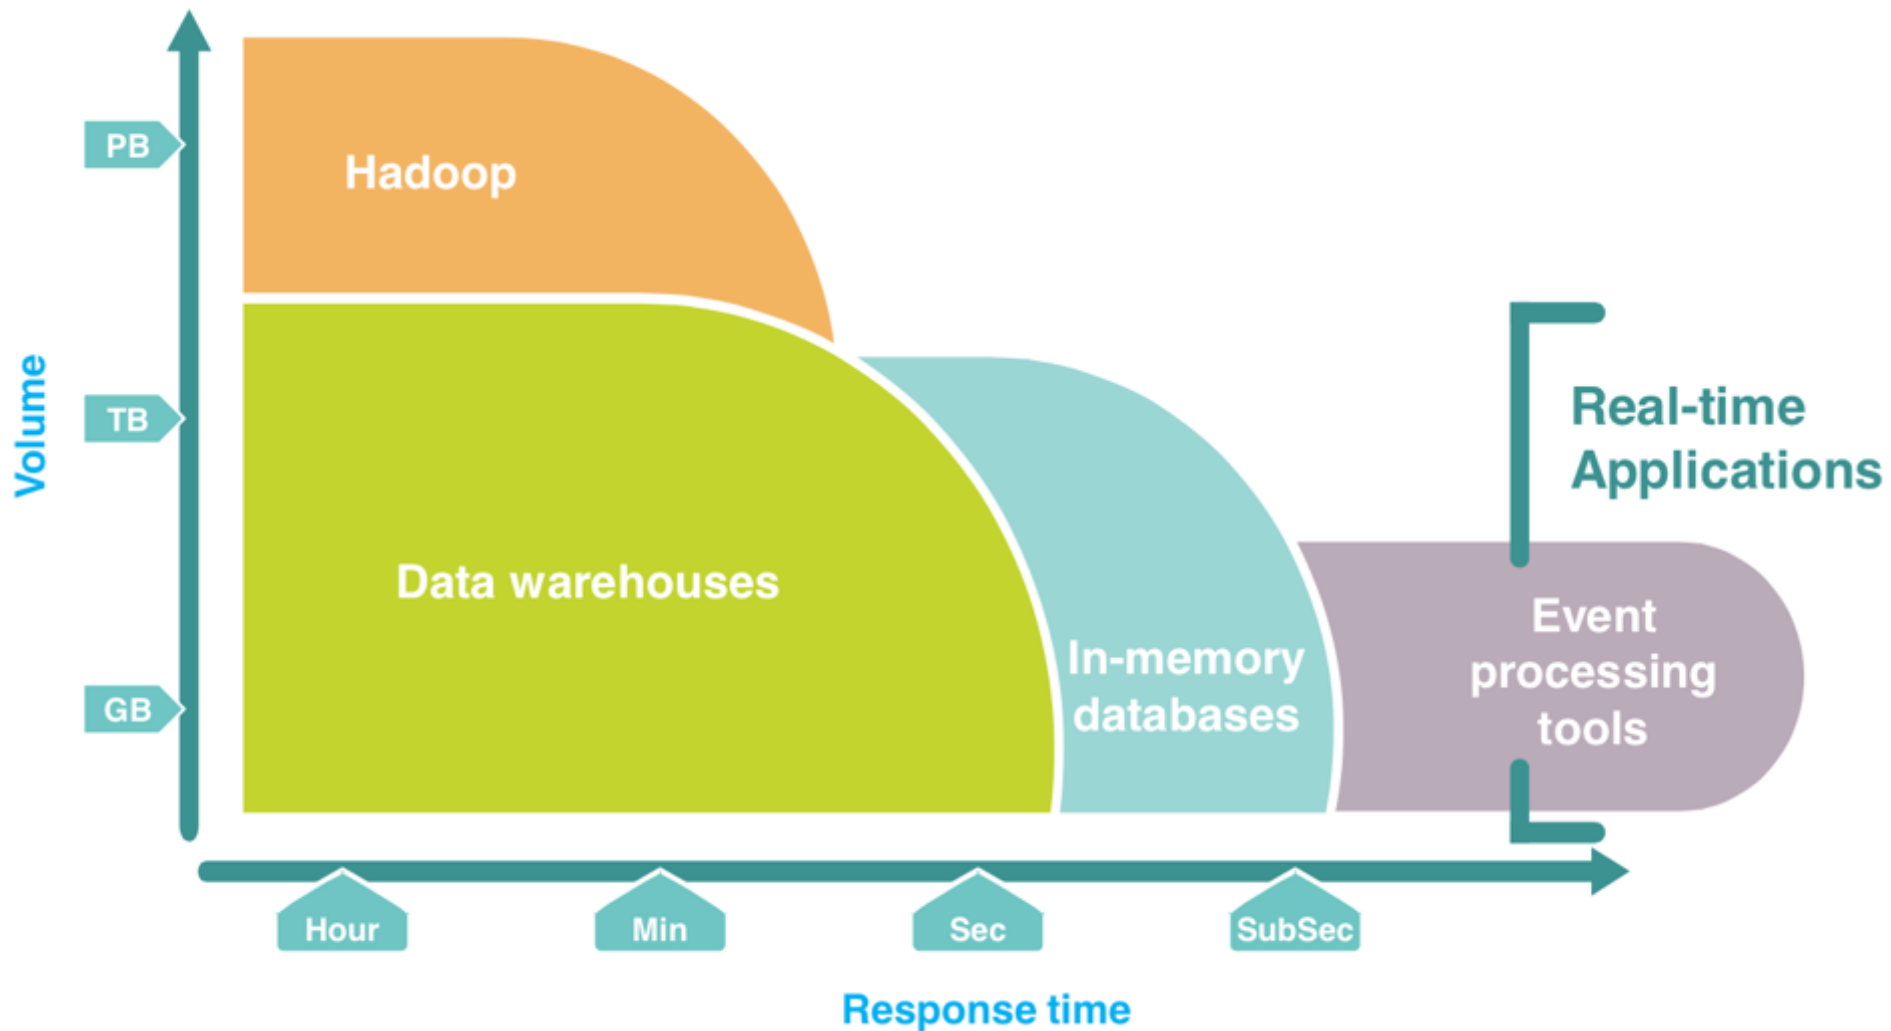 PB
Hadoop
Volume
TB
Real-time
Applications
Data warehouses
In-memory
databases
Event
processing
tools
GB
Hour
Min
Sec
SubSec
Response time